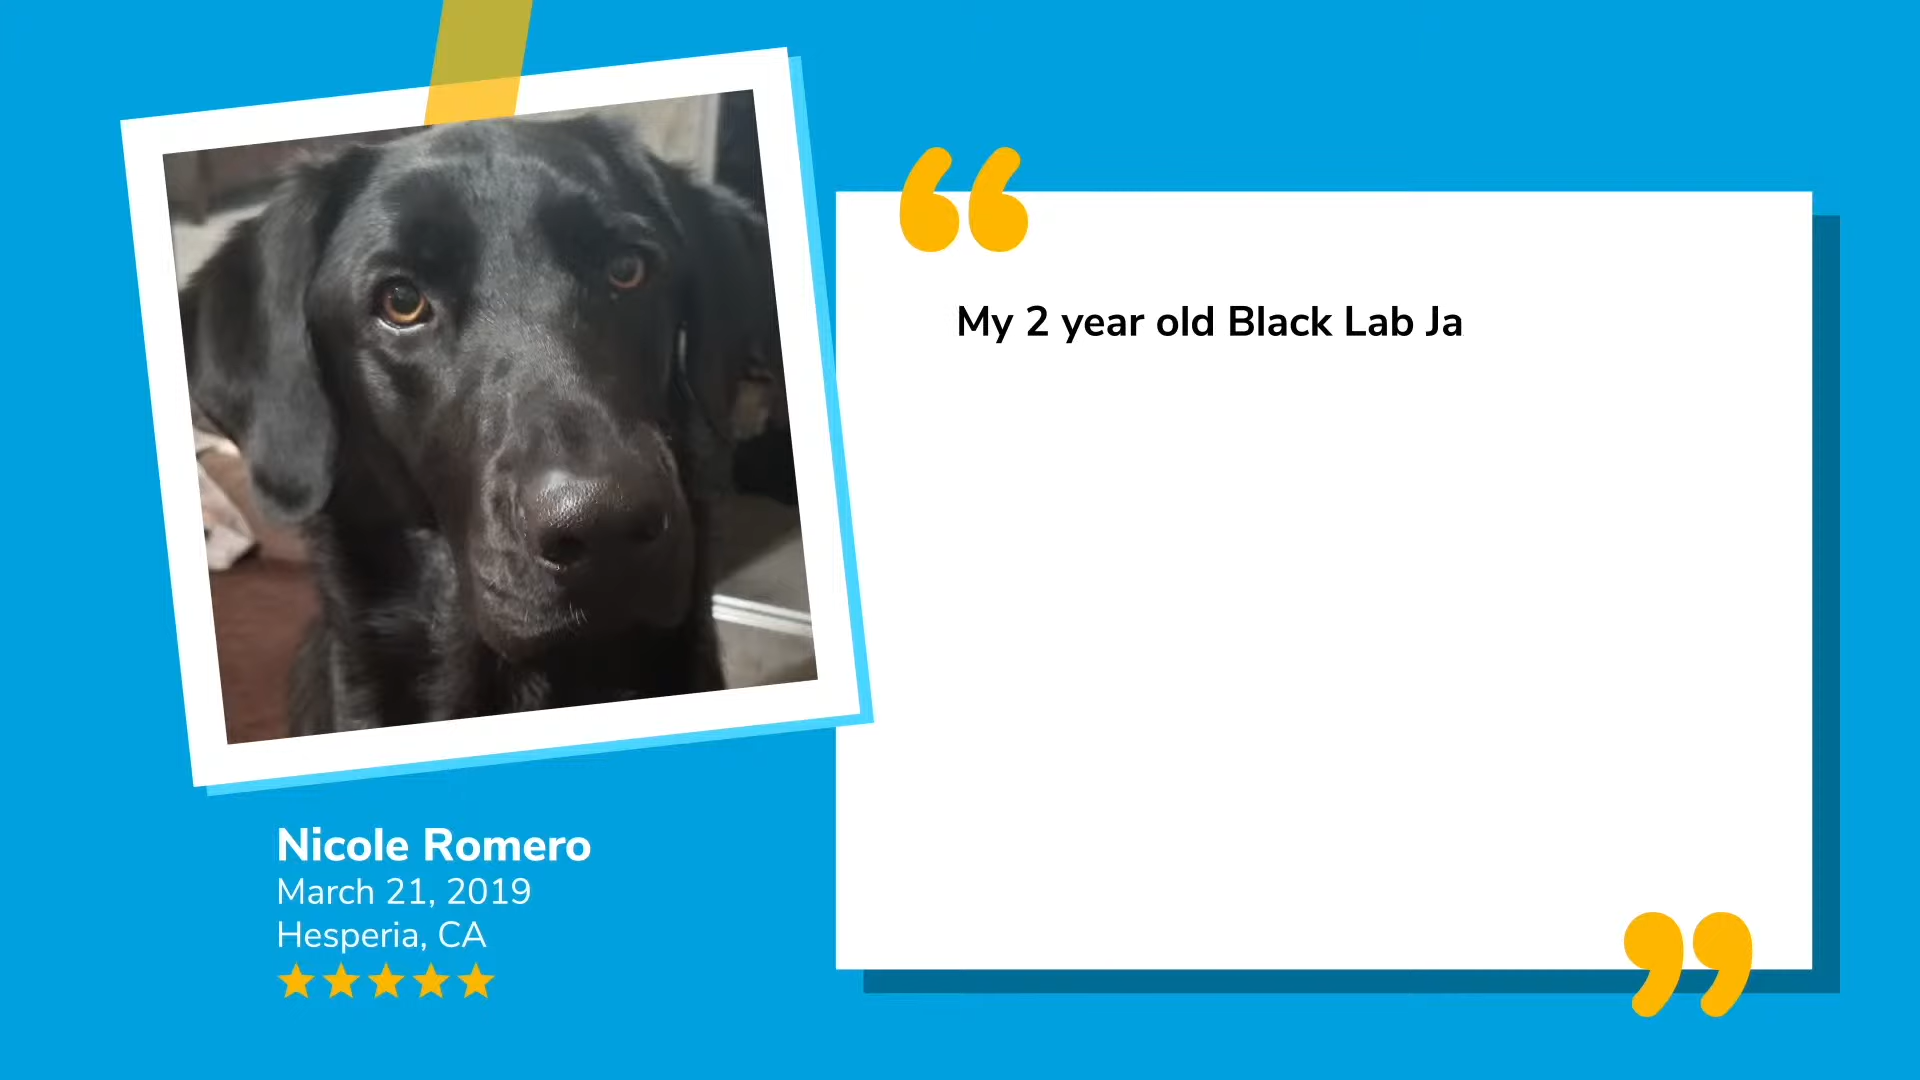 My 2 year old Black Lab Ja
Nicole Romero
March 21, 2019
Hesperia, CA